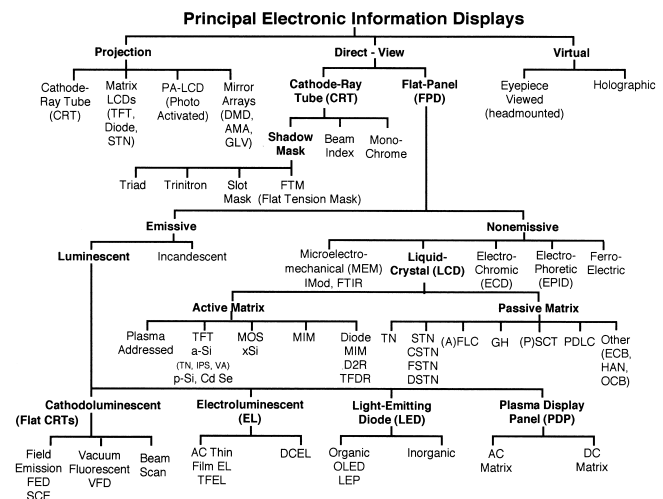 Principal Electronic Information Displays
Projection
Direct - View
Virtual
Cathode-
Ray Tube
(CRT)
Matrix
LCDs
(TFT,
Diode,
STN)
PA-LCD
(Photo
Activated)
Mirror
Arrays
(DMD,
AMA,
GLV)
Cathode-Ray
Tube (CRT)
Flat-Panel
(FPD)
Eyepiece
Viewed
(headmounted)
Holographic
Shadow
Mask
Beam
Index
Mono-
Chrome
Triad
Trinitron
Slot
Mask
FTM
(Flat Tension Mask)
Emissive
Nonemissive
Luminescent
Incandescent
Microelectro-
mechanical (MEM)
IMod, FTIR
Liquid-
Crystal (LCD)
Electro-
Chromic
(ECD)
Electro-
Phoretic
(EPID)
Ferro-
Electric
Active Matrix
Passive Matrix
Plasma
Addressed
TFT
a-Si
(TN, IPS, VA)
p-Si, Cd Se
MOS
xSi
MIM
Diode
MIM
D2R
TFDR
TN
STN
CSTN
FSTN
DSTN
(A)FLC
GH
(P)SCT
PDLC
Other
(ECB,
HAN,
OCB)
Cathodoluminescent
(Flat CRTs)
Electroluminescent
(EL)
Light-Emitting
Diode (LED)
Plasma Display
Panel (PDP)
Field
Emission
FED
SCE
Vacuum
Fluorescent
VFD
Beam
Scan
AC Thin
Film EL
TFEL
DCEL
Organic
OLED
LEP
Inorganic
AC
Matrix
DC
Matrix